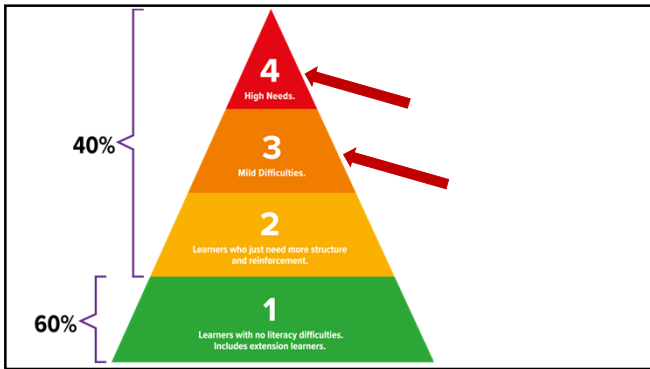 4
High Needs.
40%
3
Mild Difficulties.
2
Learners who just need more structure
and reinforcement.
60%
1
Learners with no literacy difficulties.
Includes extension learners.